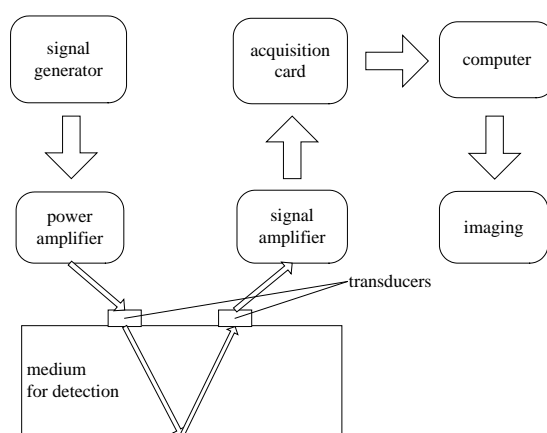 signal
generator
acquisition
card
computer
power
amplifier
signal
amplifier
imaging
transducers
medium
for detection